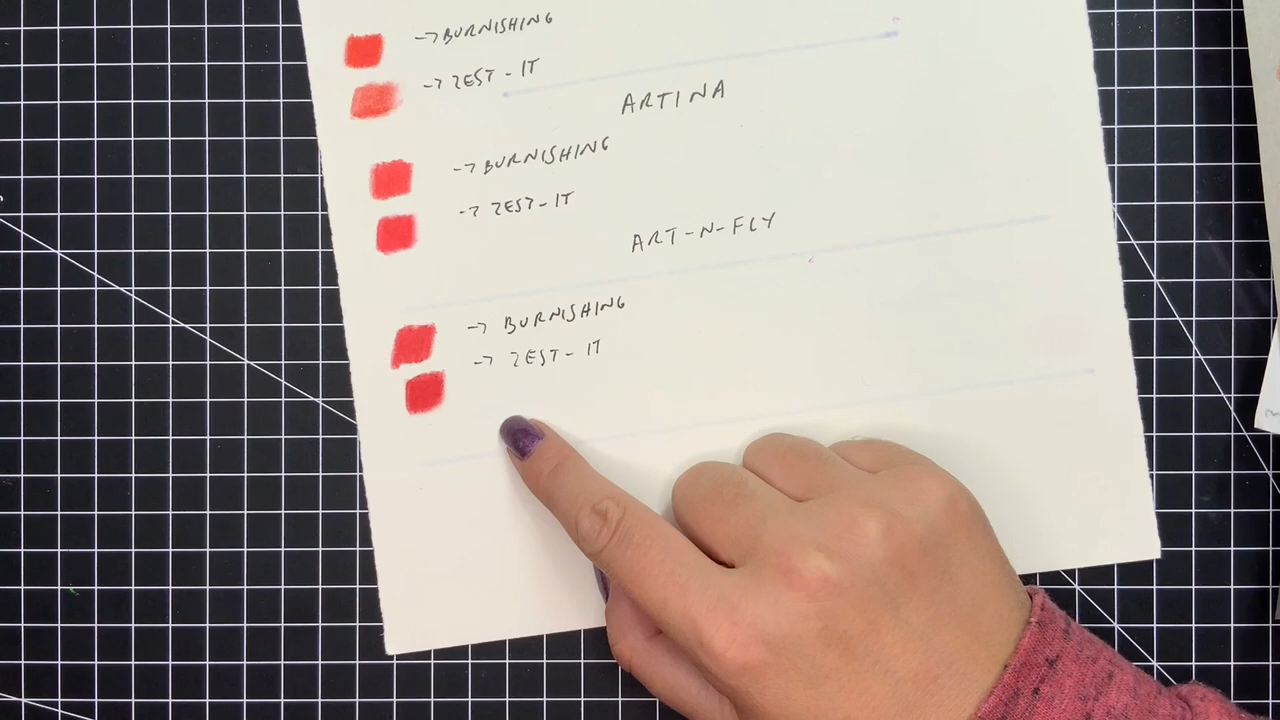 →BURNISHING
→ ZEST-IT
ARTINA
→BURNISHING
→ ZEST-IT
ART-N-FLY
→ BURNISHING
→ ZEST-IT